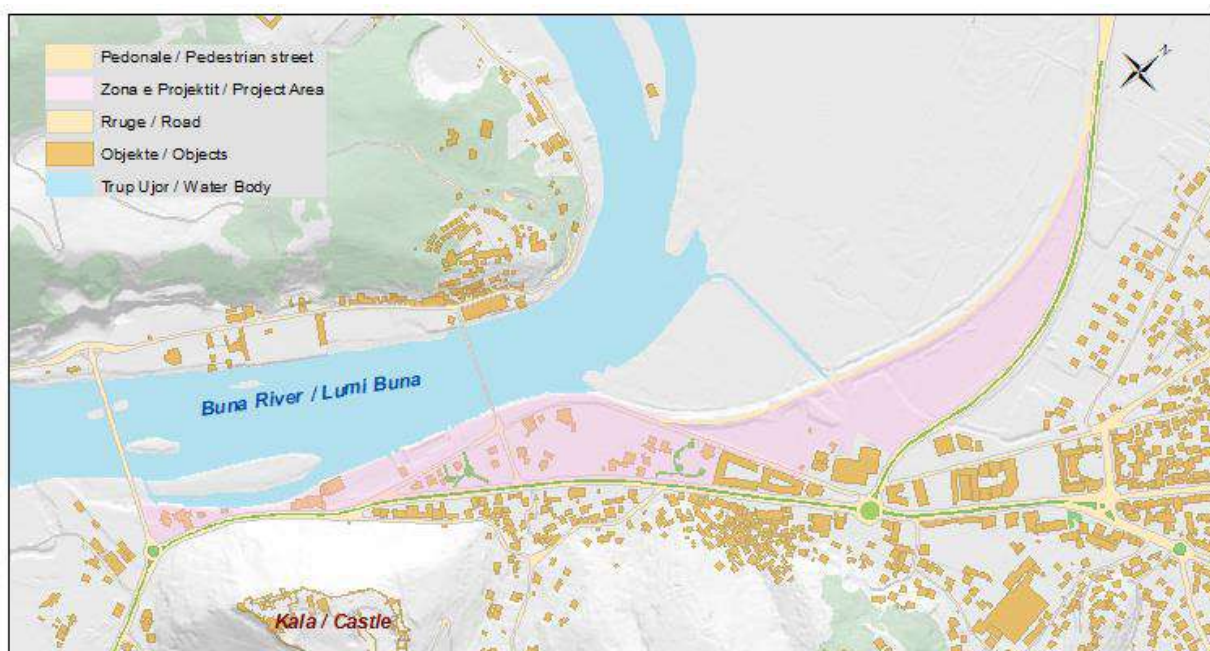 Pedonale / Pedestrian street
Zona e Projektit / Project Area
Rruge / Road
Objekte / Objects
Trup Ujor / Water Body
N
Buna River / Lumi Buna
Kala / Castle